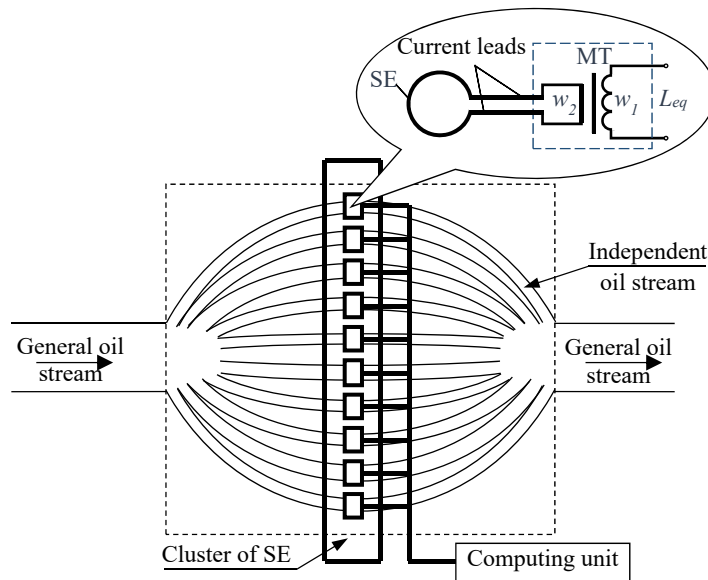 Current leads
MT
SE
w2
w1
Leq
Independent
oil stream
General oil
stream
General oil
stream
Cluster of SE
Computing unit